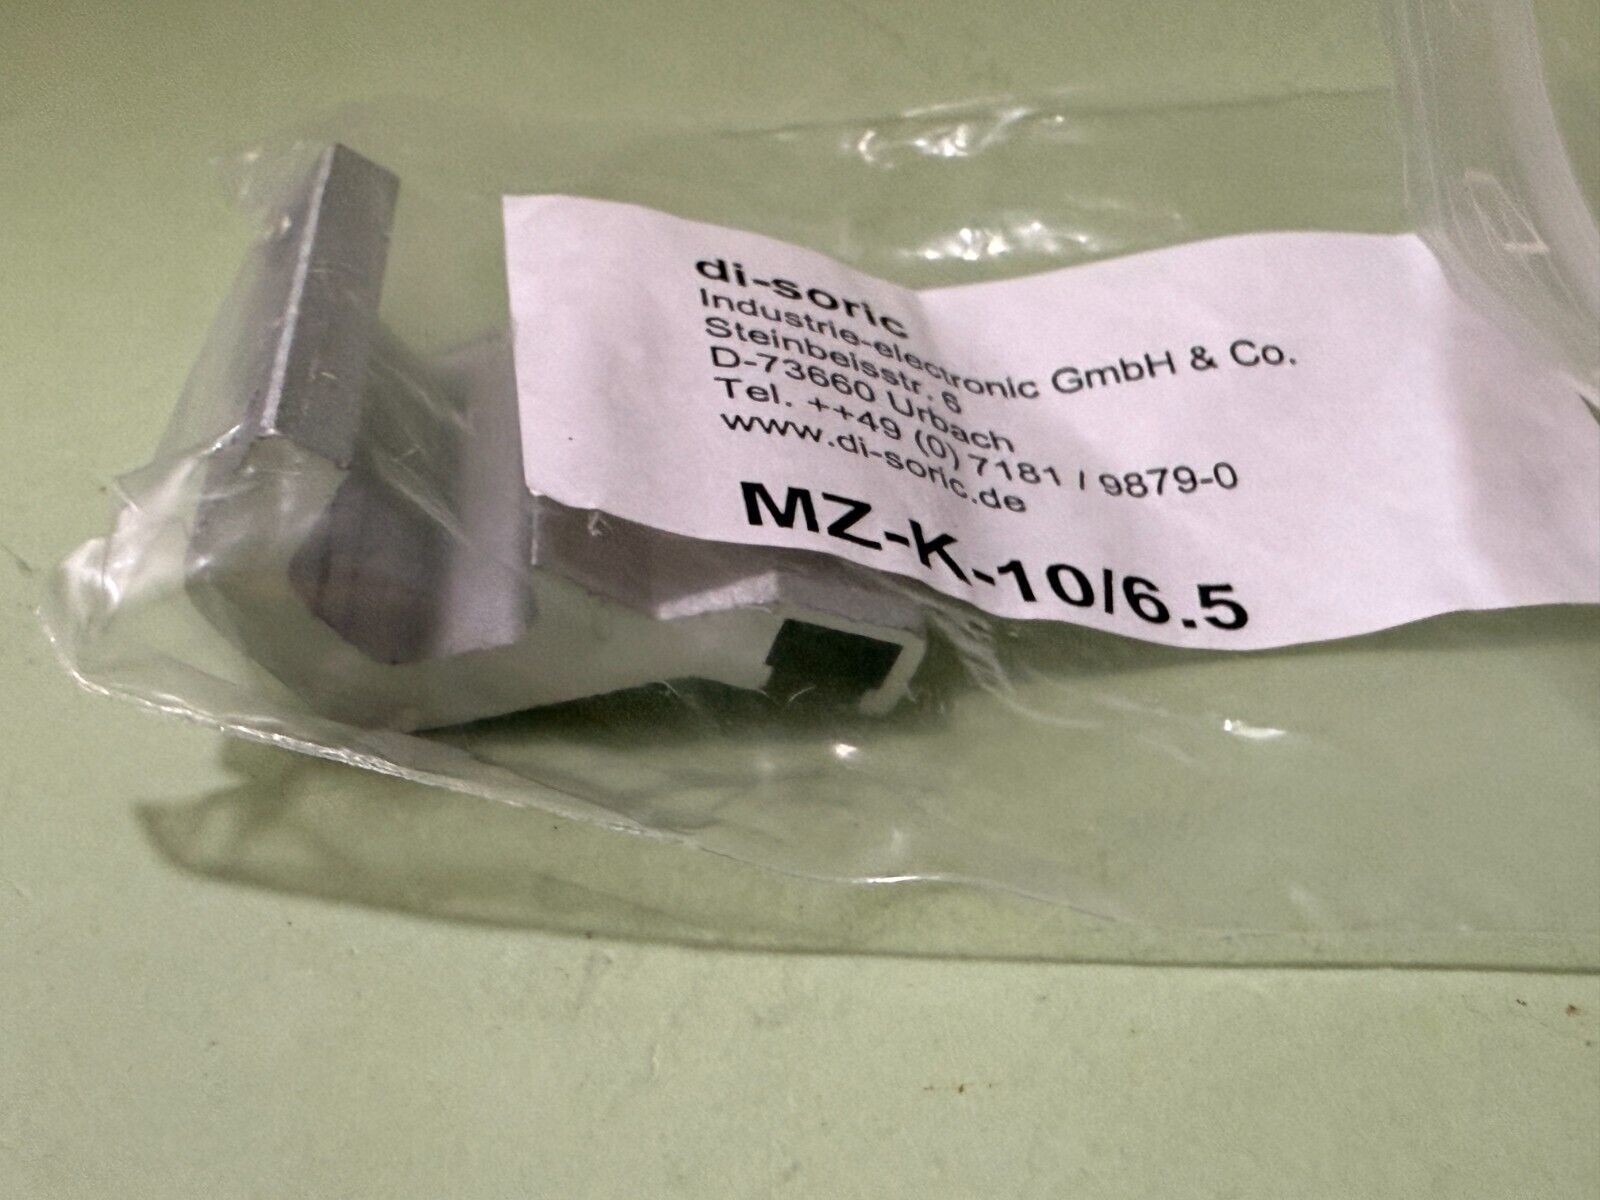 di-soric
Industrie-electronic GmbH & Co.
Steinbeisstr. 6
D-73660 Urbach
Tel. ++49 (0) 7181 / 9879-0
www.di-soric.de
MZ-K-10/6.5